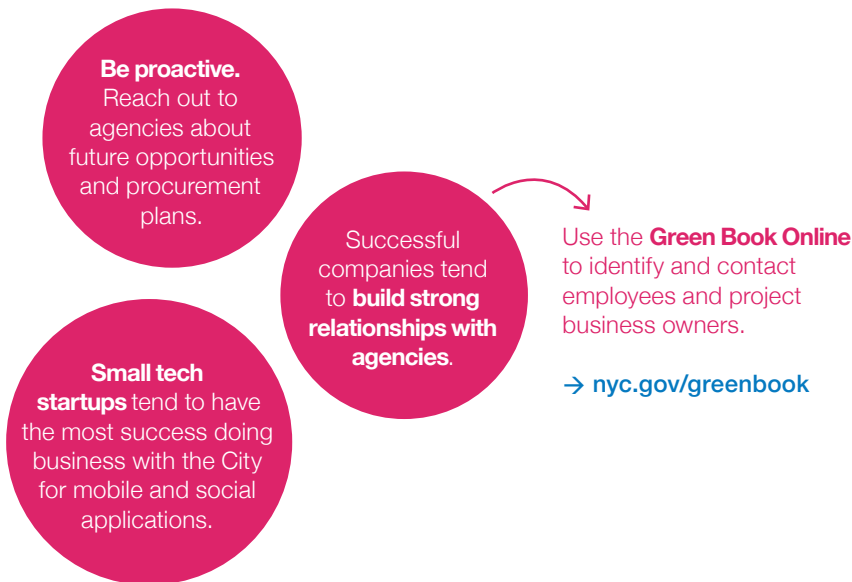 Be proactive.
Reach out to
agencies about
future opportunities
and procurement
plans.
Successful
companies tend
to build strong
relationships with
agencies.
Use the Green Book Online
to identify and contact
employees and project
business owners.
→ nyc.gov/greenbook
Small tech
startups tend to have
the most success doing
business with the City
for mobile and social
applications.